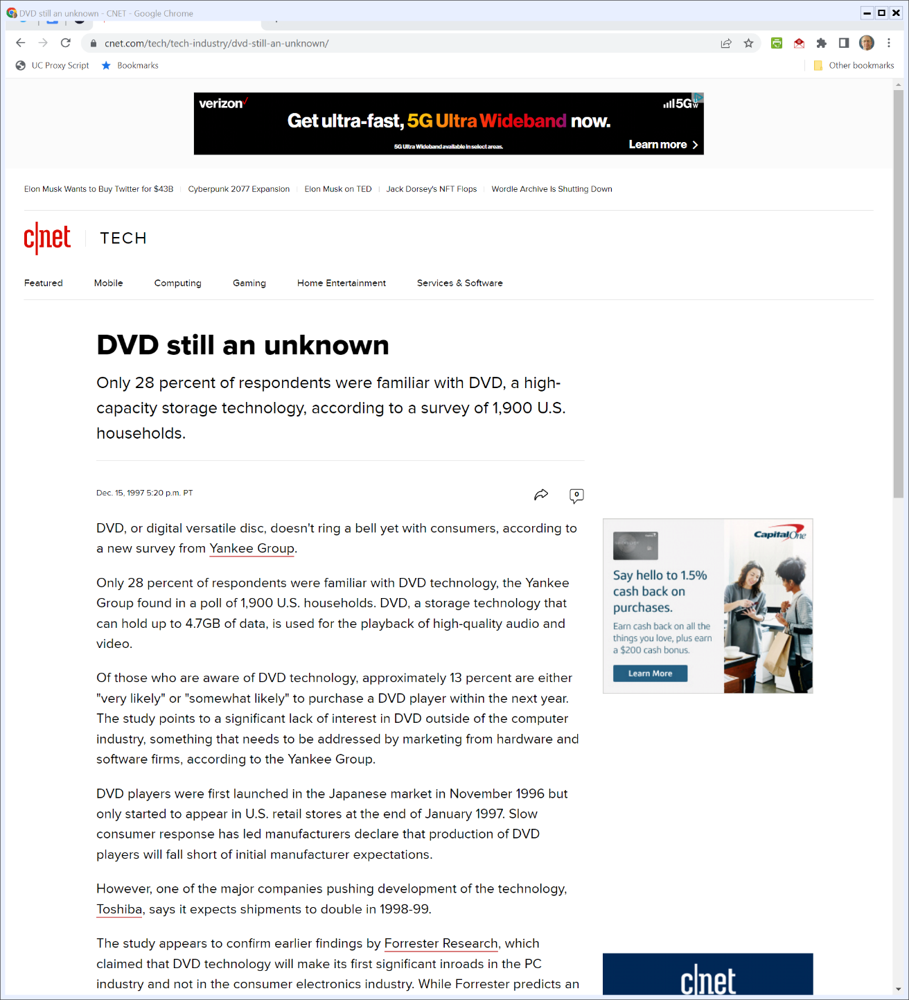 DVD still an unknown - CNET - Google Chrome
cnet.com/tech/tech-industry/dvd-still-an-unknown/
UC Proxy Script
Bookmarks
Other bookmarks
verizon✓
5G UW
Get ultra-fast, 5G Ultra Wideband now.
5G Ultra Wideband available in select areas.
Learn more
Elon Musk Wants to Buy Twitter for $43B
Cyberpunk 2077 Expansion
Elon Musk on TED
Jack Dorsey's NFT Flops
Wordle Archive Is Shutting Down
c|net
TECH
Featured
Mobile
Computing
Gaming
Home Entertainment
Services & Software
DVD still an unknown
Only 28 percent of respondents were familiar with DVD, a high-
capacity storage technology, according to a survey of 1,900 U.S.
households.
Dec. 15, 1997 5:20 p.m. PT
0
DVD, or digital versatile disc, doesn't ring a bell yet with consumers, according to
a new survey from Yankee Group.
Only 28 percent of respondents were familiar with DVD technology, the Yankee
Group found in a poll of 1,900 U.S. households. DVD, a storage technology that
can hold up to 4.7GB of data, is used for the playback of high-quality audio and
video.
Of those who are aware of DVD technology, approximately 13 percent are either
"very likely" or "somewhat likely" to purchase a DVD player within the next year.
The study points to a significant lack of interest in DVD outside of the computer
industry, something that needs to be addressed by marketing from hardware and
software firms, according to the Yankee Group.
DVD players were first launched in the Japanese market in November 1996 but
only started to appear in U.S. retail stores at the end of January 1997. Slow
consumer response has led manufacturers declare that production of DVD
players will fall short of initial manufacturer expectations.
However, one of the major companies pushing development of the technology,
Toshiba, says it expects shipments to double in 1998-99.
The study appears to confirm earlier findings by Forrester Research, which
claimed that DVD technology will make its first significant inroads in the PC
industry and not in the consumer electronics industry. While Forrester predicts an
Capital One
Say hello to 1.5%
cash back on
purchases.
Earn cash back on all the
things you love, plus earn
a $200 cash bonus.
Learn More
c|net